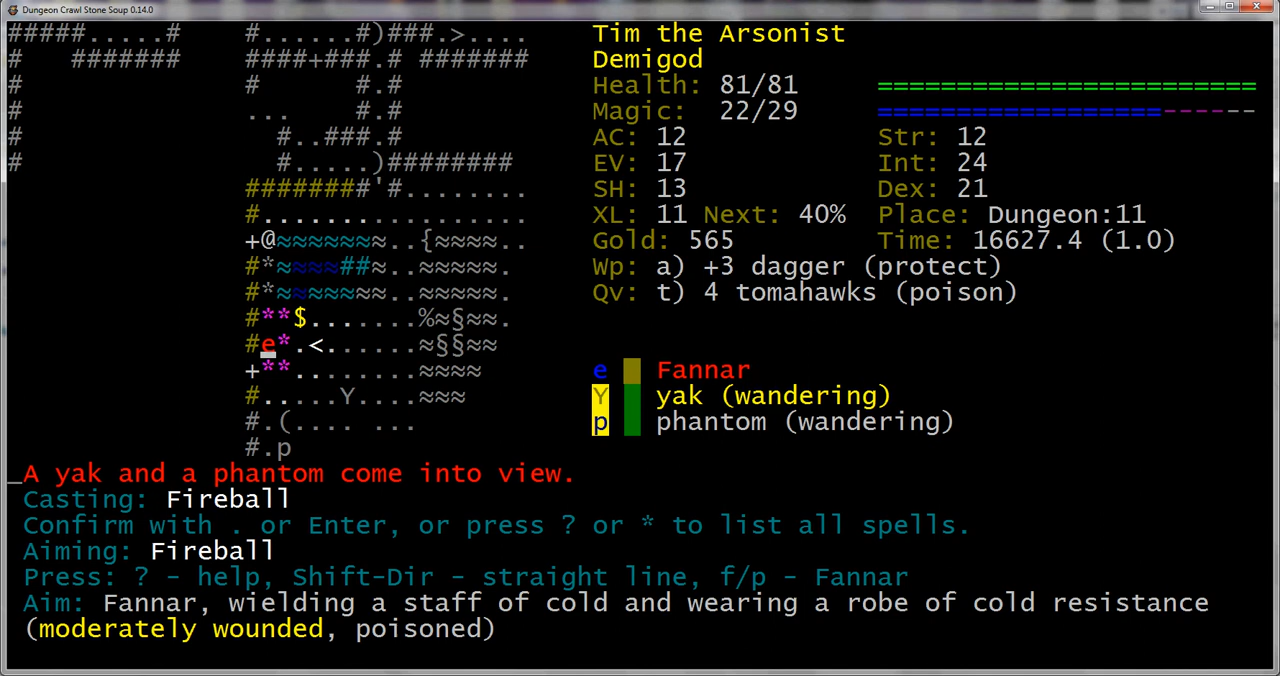 Dungeon Crawl Stone Soup 0.14.0
#####.....#      #......#)###.>....
#    #######     ####+###.# #######
#                #       #.#
#                ...     #.#
#                  #..###.#
#                  #.....)########
                 ########'#........
                 #.................
                 +@≈≈≈≈≈≈≈..{≈≈≈≈..
                 #*≈≈≈≈##≈..≈≈≈≈≈.
                 #*≈≈≈≈≈≈≈..≈≈≈≈≈.
                 #**$.......%≈§≈≈.
                 #e*.<......≈§§≈≈
                 +**........≈≈≈≈
                 #.....Y....≈≈≈
                 #.(.... ...
                 #.p
Tim the Arsonist
Demigod
Health: 81/81 ========================
Magic: 22/29 ==================------
AC: 12 Str: 12
EV: 17 Int: 24
SH: 13 Dex: 21
XL: 11 Next: 40% Place: Dungeon:11
Gold: 565 Time: 16627.4 (1.0)
Wp: a) +3 dagger (protect)
Qv: t) 4 tomahawks (poison)
e Fannar
Y yak (wandering)
p phantom (wandering)
_A yak and a phantom come into view.
Casting: Fireball
Confirm with . or Enter, or press ? or * to list all spells.
Aiming: Fireball
Press: ? - help, Shift-Dir - straight line, f/p - Fannar
Aim: Fannar, wielding a staff of cold and wearing a robe of cold resistance
(moderately wounded, poisoned)